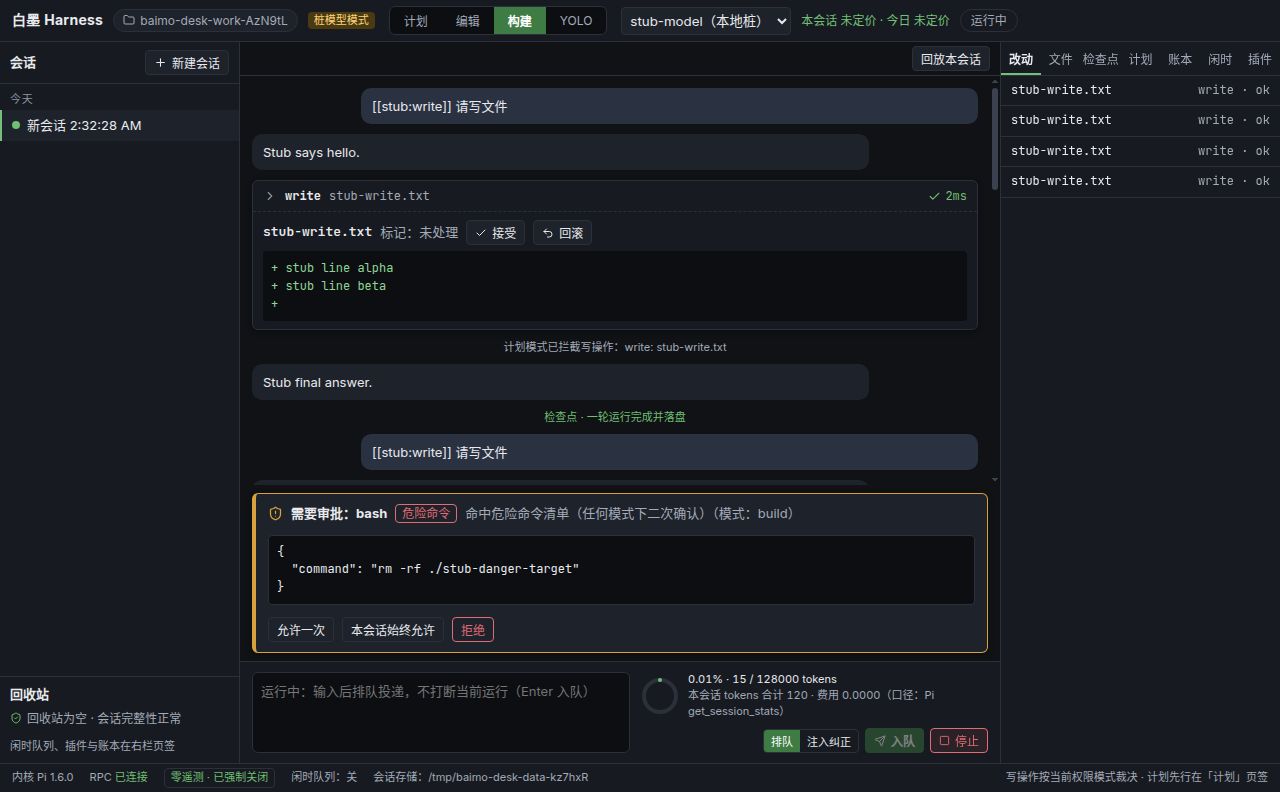 白墨 Harness
baimo-desk-work-AzN9tL
桩模型模式
计划 编辑 构建 YOLO
stub-model（本地桩）
本会话 未定价 · 今日 未定价
运行中
会话
新建会话
今天
新会话 2:32:28 AM
回收站
回收站为空 · 会话完整性正常
闲时队列、插件与账本在右栏页签
回放本会话
[[stub:write]] 请写文件
Stub says hello.
write stub-write.txt 2ms
stub-write.txt 标记：未处理 接受 回滚
+ stub line alpha
+ stub line beta
+
计划模式已拦截写操作：write: stub-write.txt
Stub final answer.
检查点 · 一轮运行完成并落盘
[[stub:write]] 请写文件
需要审批：bash 危险命令 命中危险命令清单（任何模式下二次确认）（模式：build）
{
"command": "rm -rf ./stub-danger-target"
}
允许一次 本会话始终允许 拒绝
运行中：输入后排队投递，不打断当前运行（Enter 入队）
0.01% · 15 / 128000 tokens
本会话 tokens 合计 120 · 费用 0.0000（口径：Pi
get_session_stats）
排队 注入纠正 入队 停止
改动 文件 检查点 计划 账本 闲时 插件
stub-write.txt write · ok
stub-write.txt write · ok
stub-write.txt write · ok
stub-write.txt write · ok
内核 Pi 1.6.0 RPC 已连接 零遥测 · 已强制关闭 闲时队列：关 会话存储：/tmp/baimo-desk-data-kz7hxR
写操作按当前权限模式裁决 · 计划先行在「计划」页签